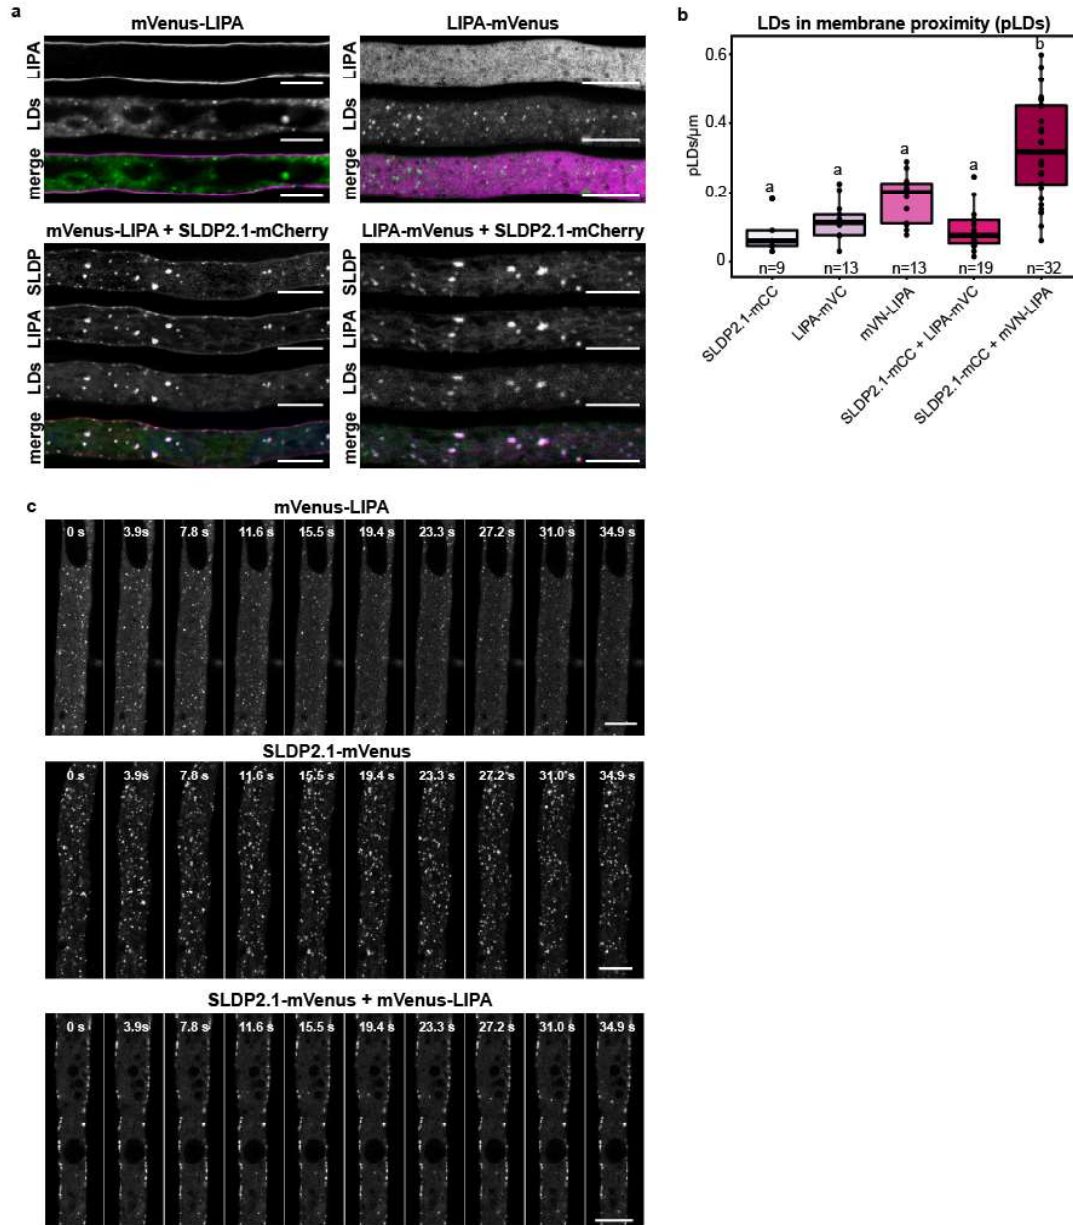 a
mVenus-LIPA
LIPA-mVenus
LIPA
LIPA
LDs
LDs
merge
merge
mVenus-LIPA + SLDP2.1-mCherry
LIPA-mVenus + SLDP2.1-mCherry
SLDP
SLDP
LIPA
LIPA
LDs
LDs
merge
merge
b
LDs in membrane proximity (pLDs)
pLDs/µm
0.6
0.4
0.2
0
a
a
a
a
b
n=9
n=13
n=13
n=19
n=32
SLDP2.1-mCC
LIPA-mVC
mVN-LIPA
SLDP2.1-mCC + LIPA-mVC
SLDP2.1-mCC + mVN-LIPA
c
mVenus-LIPA
0 s 3.9s 7.8 s 11.6 s 15.5 s 19.4 s 23.3 s 27.2 s 31.0 s 34.9 s
SLDP2.1-mVenus
0 s 3.9s 7.8 s 11.6 s 15.5 s 19.4 s 23.3 s 27.2 s 31.0 s 34.9 s
SLDP2.1-mVenus + mVenus-LIPA
0 s 3.9s 7.8 s 11.6 s 15.5 s 19.4 s 23.3 s 27.2 s 31.0 s 34.9 s